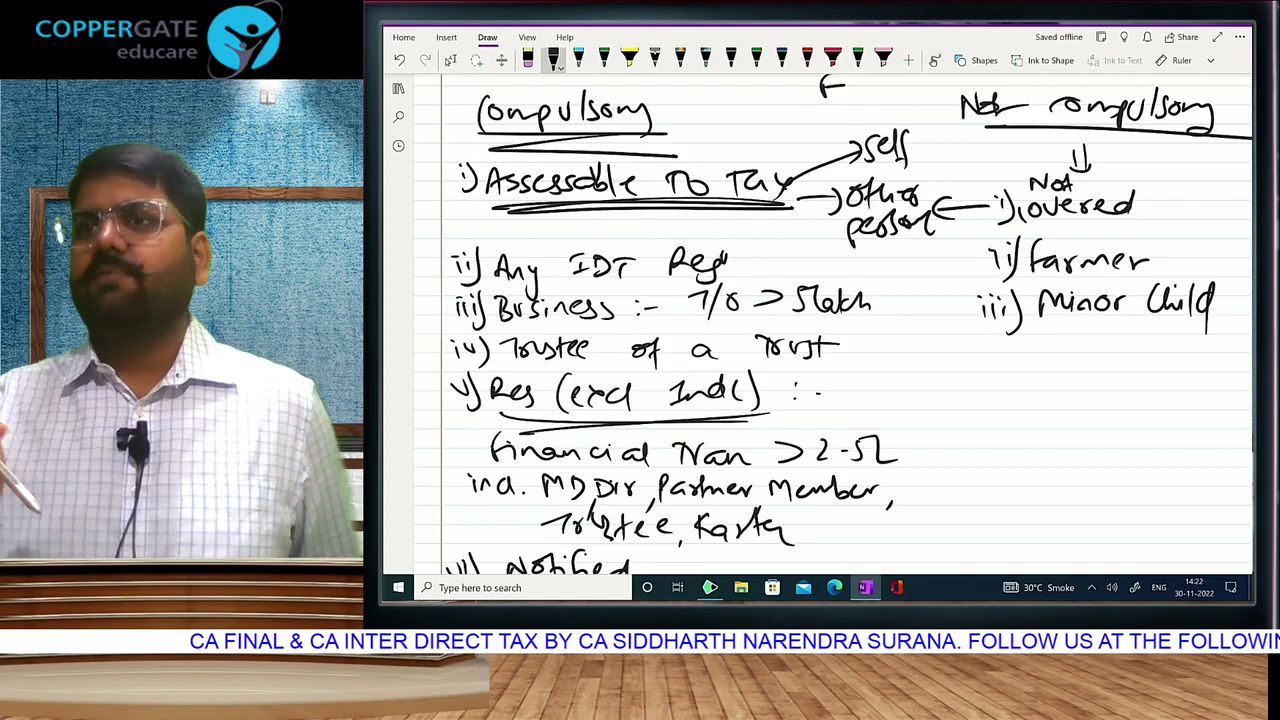 COPPERGATE
educare
Home Insert Draw View Help
Saved offline
Share
Shapes
Ink to Shape
Ink to Text
Ruler
Compulsory
Not compulsory
i) Assessable To Tax
self
other
person
Not
i) covered
ii) Any IDT Regn
ii) Farmer
iii) Business :- T/O > 5lakh
iii) Minor Child
iv) Trustee of a Trust
v) Res (excl Indl) :-
Financial Tran > 2.5L
incl. MD, Dir, Partner Member,
Trustee, Karta
vi) Notified
Type here to search
30°C Smoke
ENG
14:22
30-11-2022
CA FINAL & CA INTER DIRECT TAX BY CA SIDDHARTH NARENDRA SURANA. FOLLOW US AT THE FOLLOWIN